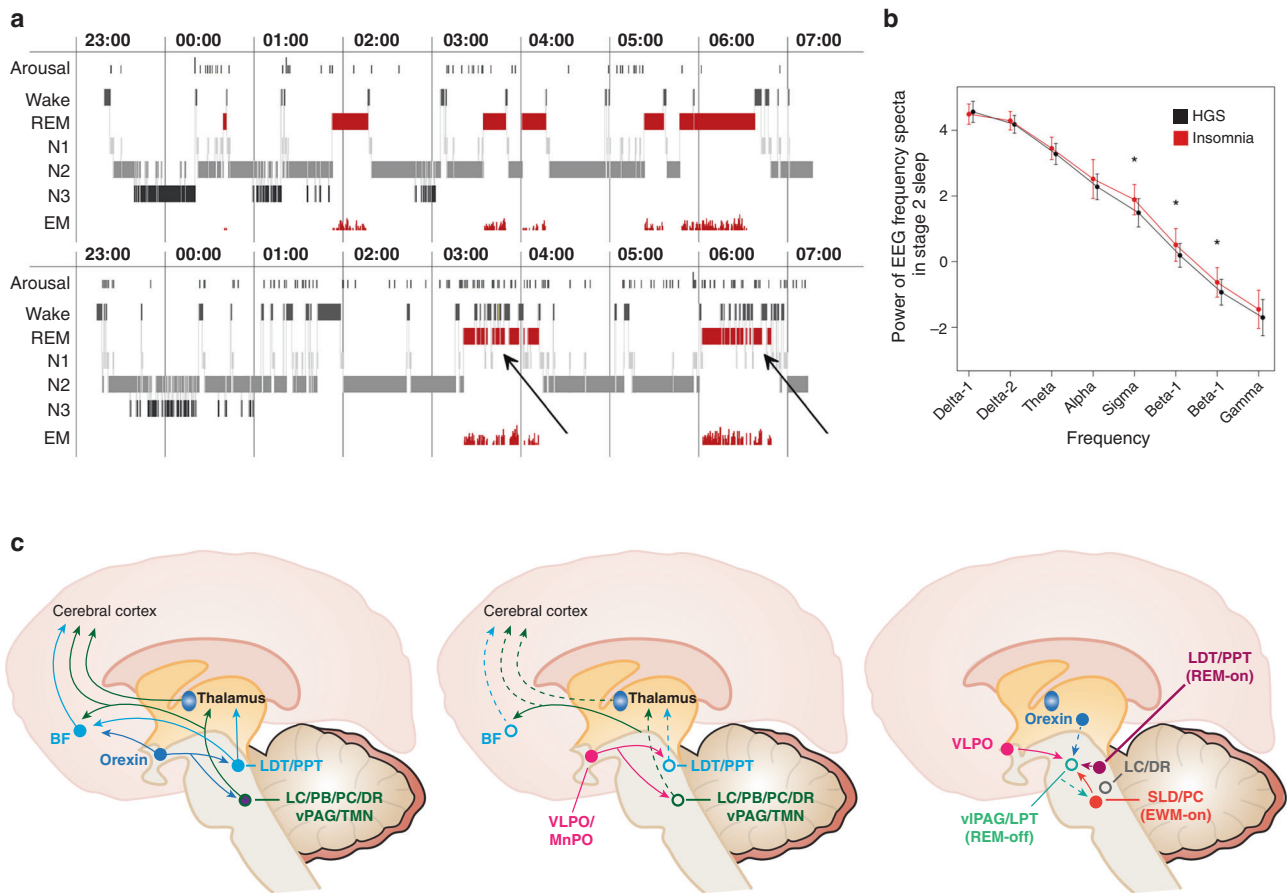 a
23:00 00:00 01:00 02:00 03:00 04:00 05:00 06:00 07:00
Arousal
Wake
REM
N1
N2
N3
EM
23:00 00:00 01:00 02:00 03:00 04:00 05:00 06:00 07:00
Arousal
Wake
REM
N1
N2
N3
EM
b
Power of EEG frequency specta
in stage 2 sleep
4
2
0
−2
HGS
Insomnia
*
*
*
Delta-1
Delta-2
Theta
Alpha
Sigma
Beta-1
Beta-1
Gamma
Frequency
c
Cerebral cortex
Thalamus
BF
Orexin
LDT/PPT
LC/PB/PC/DR
vPAG/TMN
Cerebral cortex
Thalamus
BF
LDT/PPT
VLPO/
MnPO
LC/PB/PC/DR
vPAG/TMN
LDT/PPT
(REM-on)
Orexin
VLPO
LC/DR
vlPAG/LPT
(REM-off)
SLD/PC
(EWM-on)